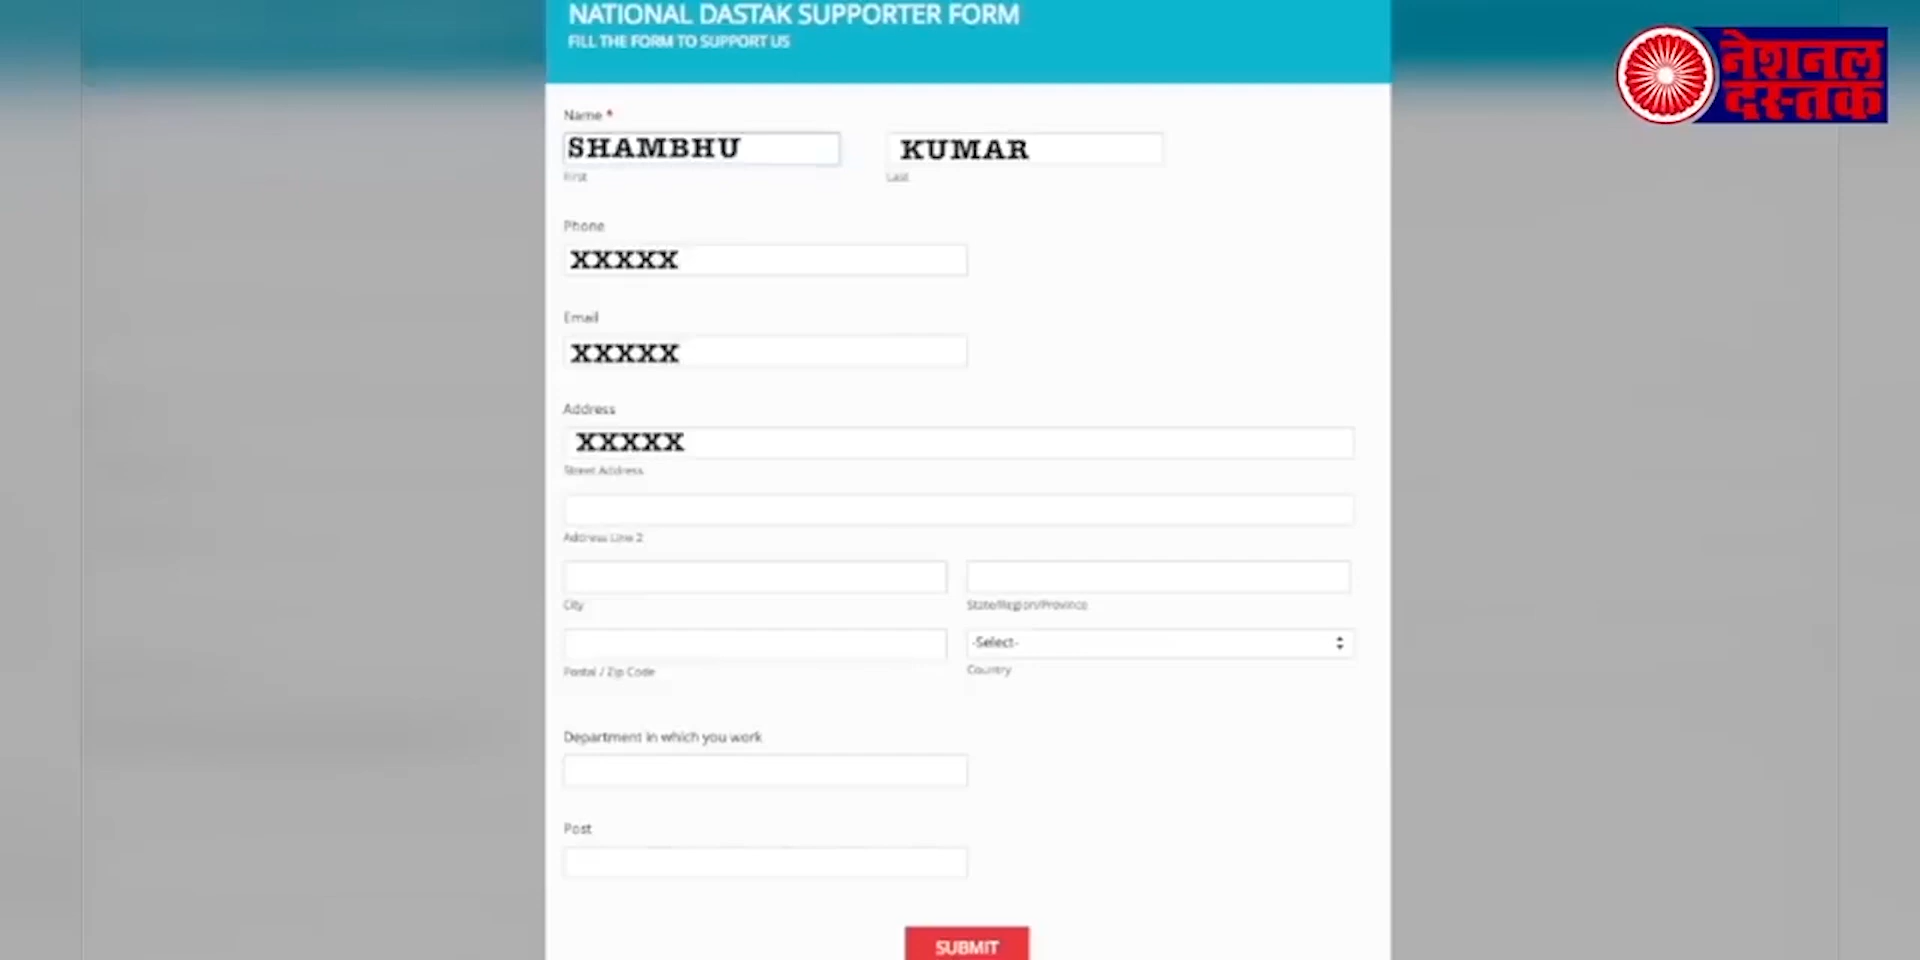 NATIONAL DASTAK SUPPORTER FORM
FILL THE FORM TO SUPPORT US
नेशनल
दस्तक
Name *
SHAMBHU KUMAR
First Last
Phone
XXXXX
Email
XXXXX
Address
XXXXX
Street Address
Address Line 2
City State/Region/Province
-Select-
Postal / Zip Code Country
Department in which you work
Post
SUBMIT